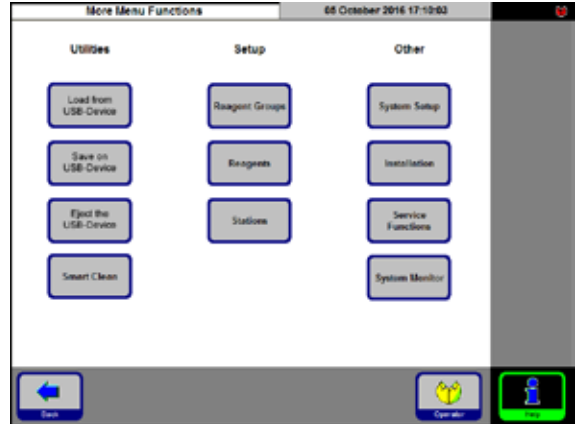 More Menu Functions
05 October 2016 17:10:03
Utilities
Setup
Other
Load from
USB-Device
Reagent Groups
System Setup
Save on
USB-Device
Reagents
Installation
Eject the
USB-Device
Stations
Service
Functions
Smart Clean
System Monitor
Back
Operator
Help